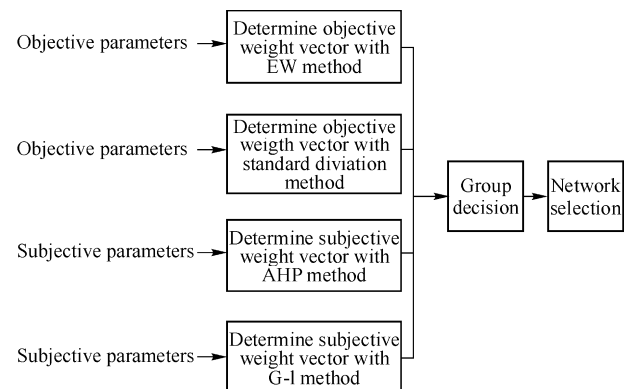 Objective parameters
Determine objective
weight vector with
EW method
Objective parameters
Determine objective
weigth vector with
standard diviation
method
Subjective parameters
Determine subjective
weight vector with
AHP method
Subjective parameters
Determine subjective
weight vector with
G-l method
Group
decision
Network
selection